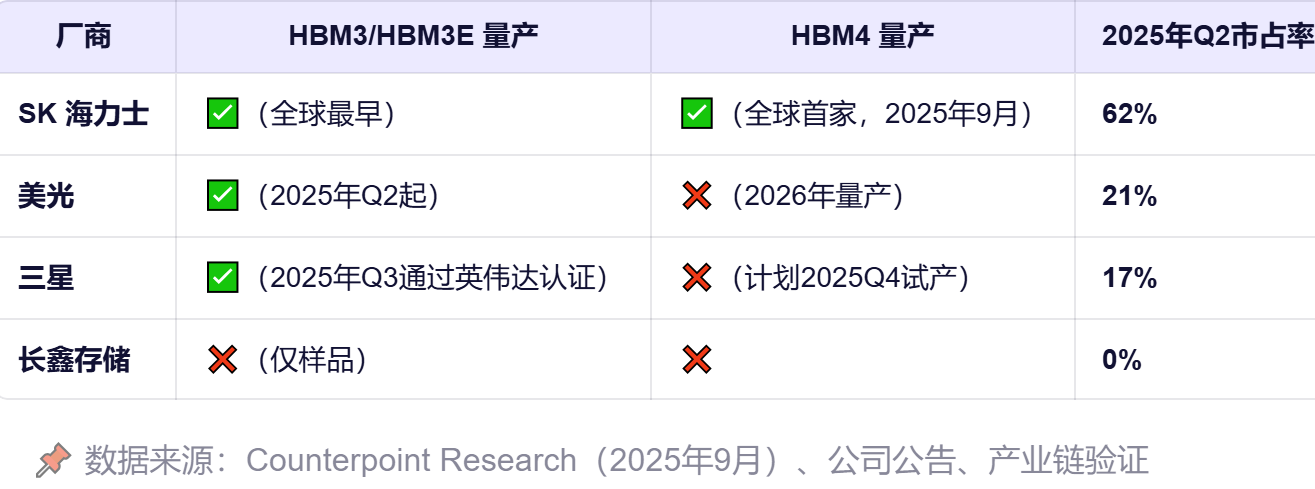 厂商 HBM3/HBM3E 量产 HBM4 量产 2025年Q2市占率
SK 海力士 ✅（全球最早） ✅（全球首家，2025年9月） 62%
美光 ✅（2025年Q2起） ❌（2026年量产） 21%
三星 ✅（2025年Q3通过英伟达认证） ❌（计划2025Q4试产） 17%
长鑫存储 ❌（仅样品） ❌ 0%
📌 数据来源：Counterpoint Research（2025年9月）、公司公告、产业链验证